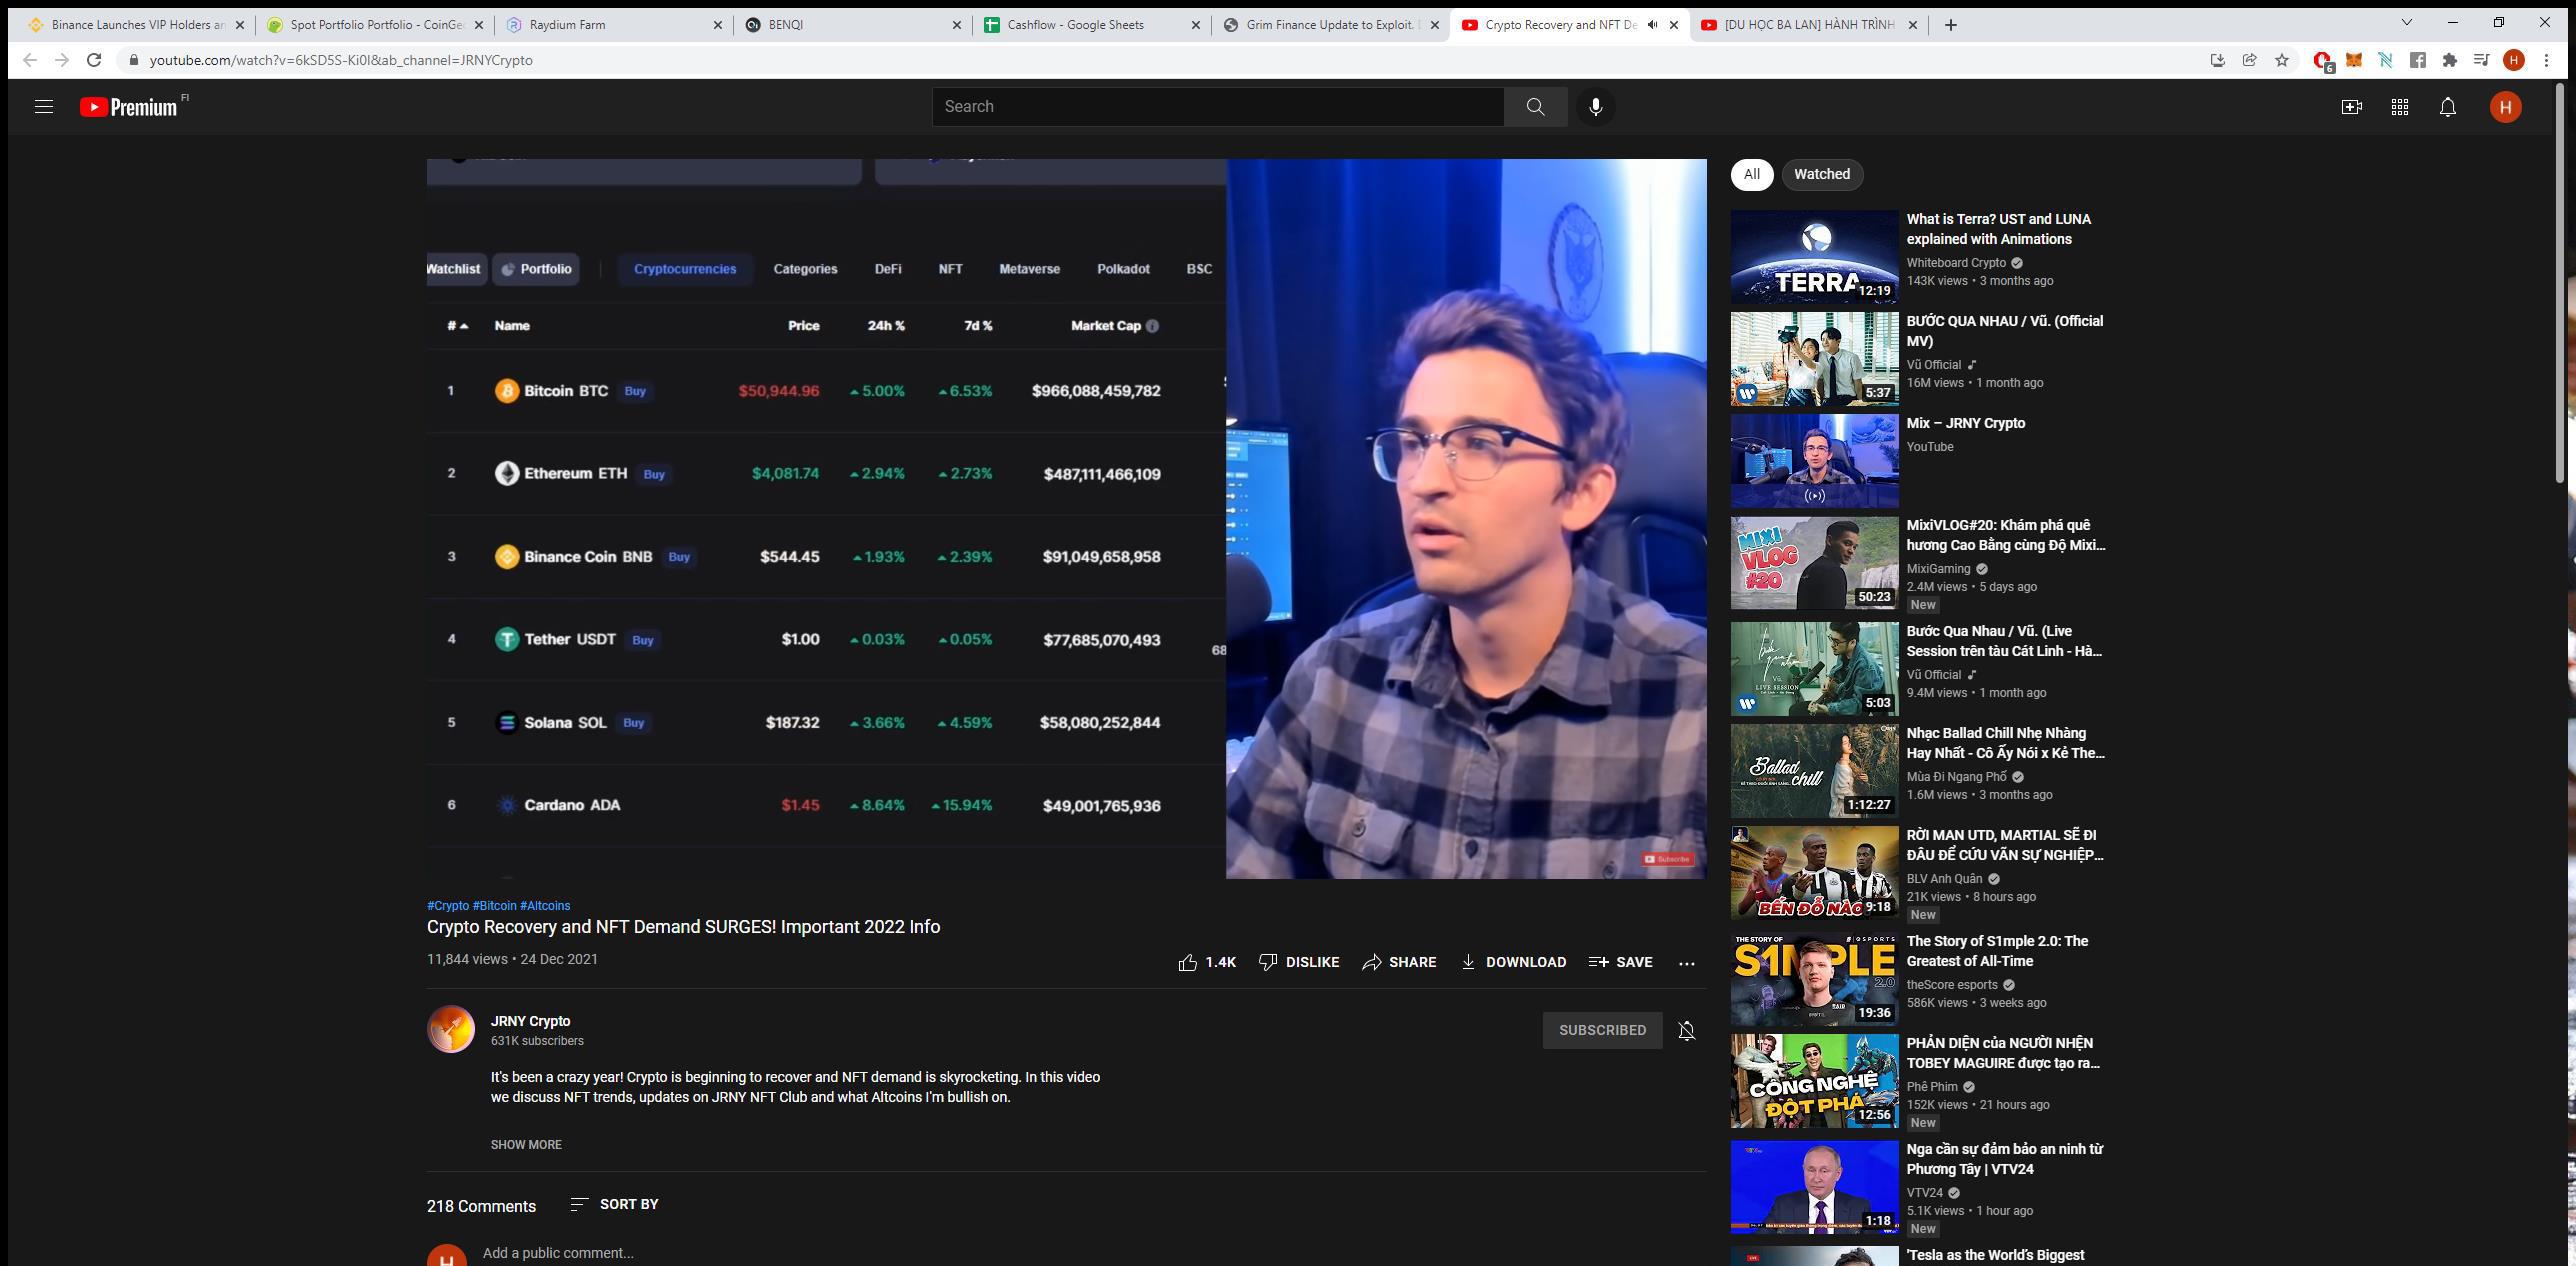 Binance Launches VIP Holders an
Spot Portfolio Portfolio - CoinGec
Raydium Farm
BENQI
Cashflow - Google Sheets
Grim Finance Update to Exploit.
Crypto Recovery and NFT De
[DU HỌC BA LAN] HÀNH TRÌNH
youtube.com/watch?v=6kSD5S-Ki0I&ab_channel=JRNYCrypto
6
H
Premium FI
Search
H
Watchlist Portfolio Cryptocurrencies Categories DeFi NFT Metaverse Polkadot BSC
# Name Price 24h % 7d % Market Cap
1 Bitcoin BTC Buy $50,944.96 5.00% 6.53% $966,088,459,782
2 Ethereum ETH Buy $4,081.74 2.94% 2.73% $487,111,466,109
3 Binance Coin BNB Buy $544.45 1.93% 2.39% $91,049,658,958
4 Tether USDT Buy $1.00 0.03% 0.05% $77,685,070,493
68
5 Solana SOL Buy $187.32 3.66% 4.59% $58,080,252,844
6 Cardano ADA $1.45 8.64% 15.94% $49,001,765,936
Subscribe
#Crypto #Bitcoin #Altcoins
Crypto Recovery and NFT Demand SURGES! Important 2022 Info
11,844 views • 24 Dec 2021
1.4K DISLIKE SHARE DOWNLOAD SAVE
JRNY Crypto
631K subscribers
SUBSCRIBED
It's been a crazy year! Crypto is beginning to recover and NFT demand is skyrocketing. In this video
we discuss NFT trends, updates on JRNY NFT Club and what Altcoins I'm bullish on.
SHOW MORE
218 Comments SORT BY
H
Add a public comment...
All Watched
TERRA
12:19
What is Terra? UST and LUNA
explained with Animations
Whiteboard Crypto
143K views • 3 months ago
5:37
BƯỚC QUA NHAU / Vũ. (Official
MV)
Vũ Official
16M views • 1 month ago
Mix – JRNY Crypto
YouTube
MIXI
VLOG
#20
50:23
MixiVLOG#20: Khám phá quê
hương Cao Bằng cùng Độ Mixi...
MixiGaming
2.4M views • 5 days ago
New
LIVE SESSION
5:03
Bước Qua Nhau / Vũ. (Live
Session trên tàu Cát Linh - Hà...
Vũ Official
9.4M views • 1 month ago
Ballad
chill
1:12:27
Nhạc Ballad Chill Nhẹ Nhàng
Hay Nhất - Cô Ấy Nói x Kẻ The...
Mùa Đi Ngang Phố
1.6M views • 3 months ago
BẾN ĐỖ NÀO
9:18
RỜI MAN UTD, MARTIAL SẼ ĐI
ĐÂU ĐỂ CỨU VÃN SỰ NGHIỆP...
BLV Anh Quân
21K views • 8 hours ago
New
THE STORY OF
S1MPLE
2.0
19:36
The Story of S1mple 2.0: The
Greatest of All-Time
theScore esports
586K views • 3 weeks ago
CÔNG NGHỆ
ĐỘT PHÁ
12:56
PHẢN DIỆN của NGƯỜI NHỆN
TOBEY MAGUIRE được tạo ra...
Phê Phim
152K views • 21 hours ago
New
1:18
Nga cần sự đảm bảo an ninh từ
Phương Tây | VTV24
VTV24
5.1K views • 1 hour ago
New
'Tesla as the World's Biggest